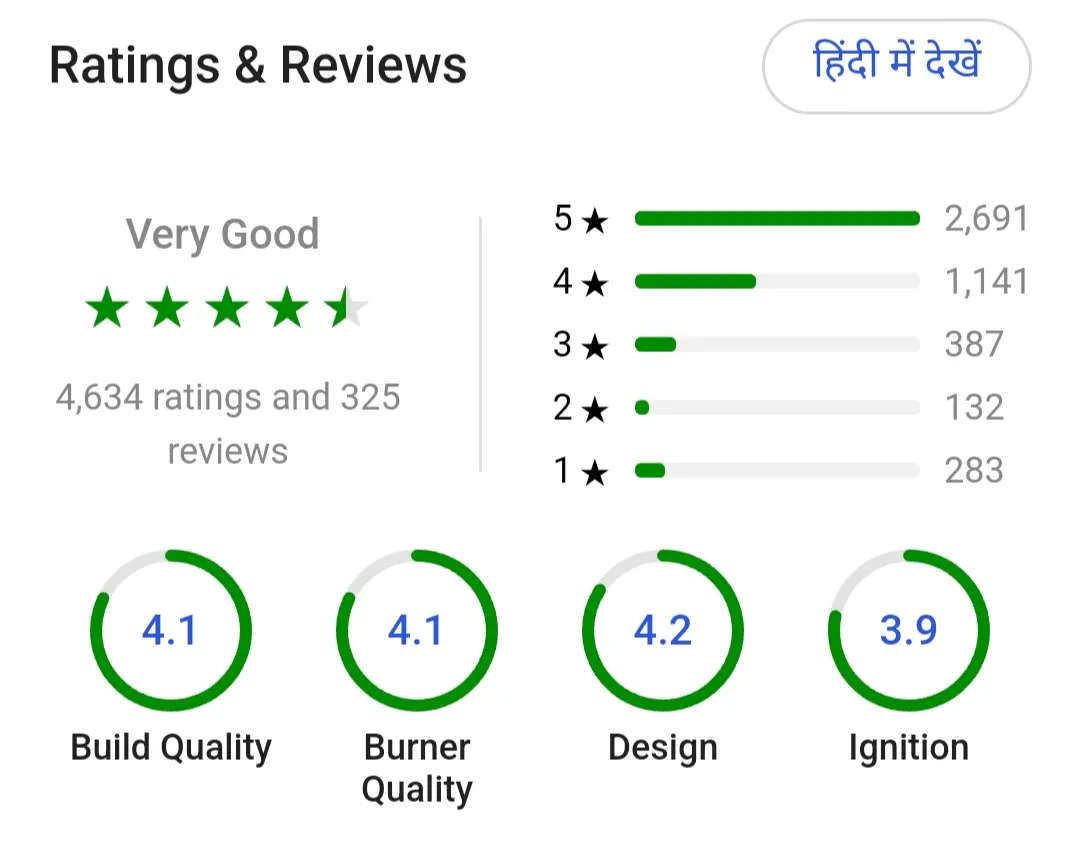 Ratings & Reviews
हिंदी में देखें
Very Good
4,634 ratings and 325
reviews
5 ★ 2,691
4 ★ 1,141
3 ★ 387
2 ★ 132
1 ★ 283
4.1
Build Quality
4.1
Burner
Quality
4.2
Design
3.9
Ignition